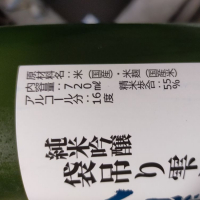 原材料名：米（国産）・米麹（国産米）
内容量：720 精米歩合：55%
アルコール分：16度
純米吟醸
袋吊り雫